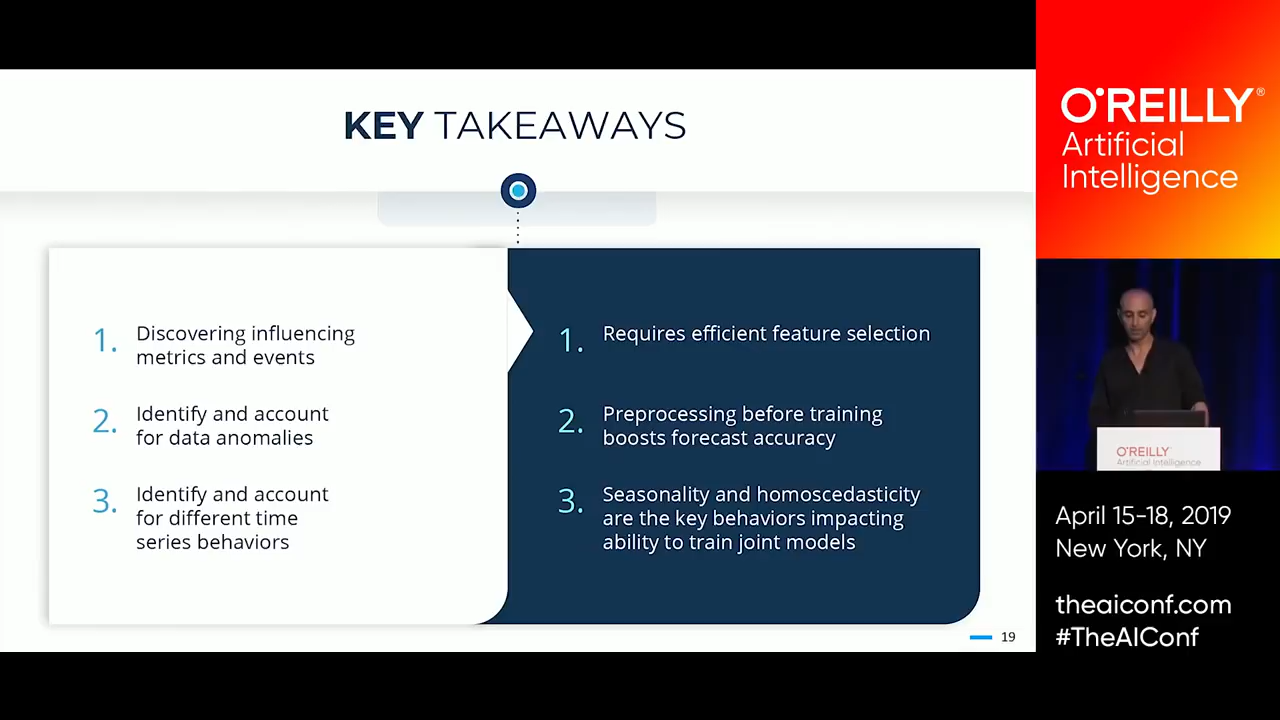 KEY TAKEAWAYS
1. Discovering influencing
metrics and events
2. Identify and account
for data anomalies
3. Identify and account
for different time
series behaviors
1. Requires efficient feature selection
2. Preprocessing before training
boosts forecast accuracy
3. Seasonality and homoscedasticity
are the key behaviors impacting
ability to train joint models
19
O'REILLY®
Artificial
Intelligence
O'REILLY
Artificial Intelligence
April 15-18, 2019
New York, NY
theaiconf.com
#TheAIConf